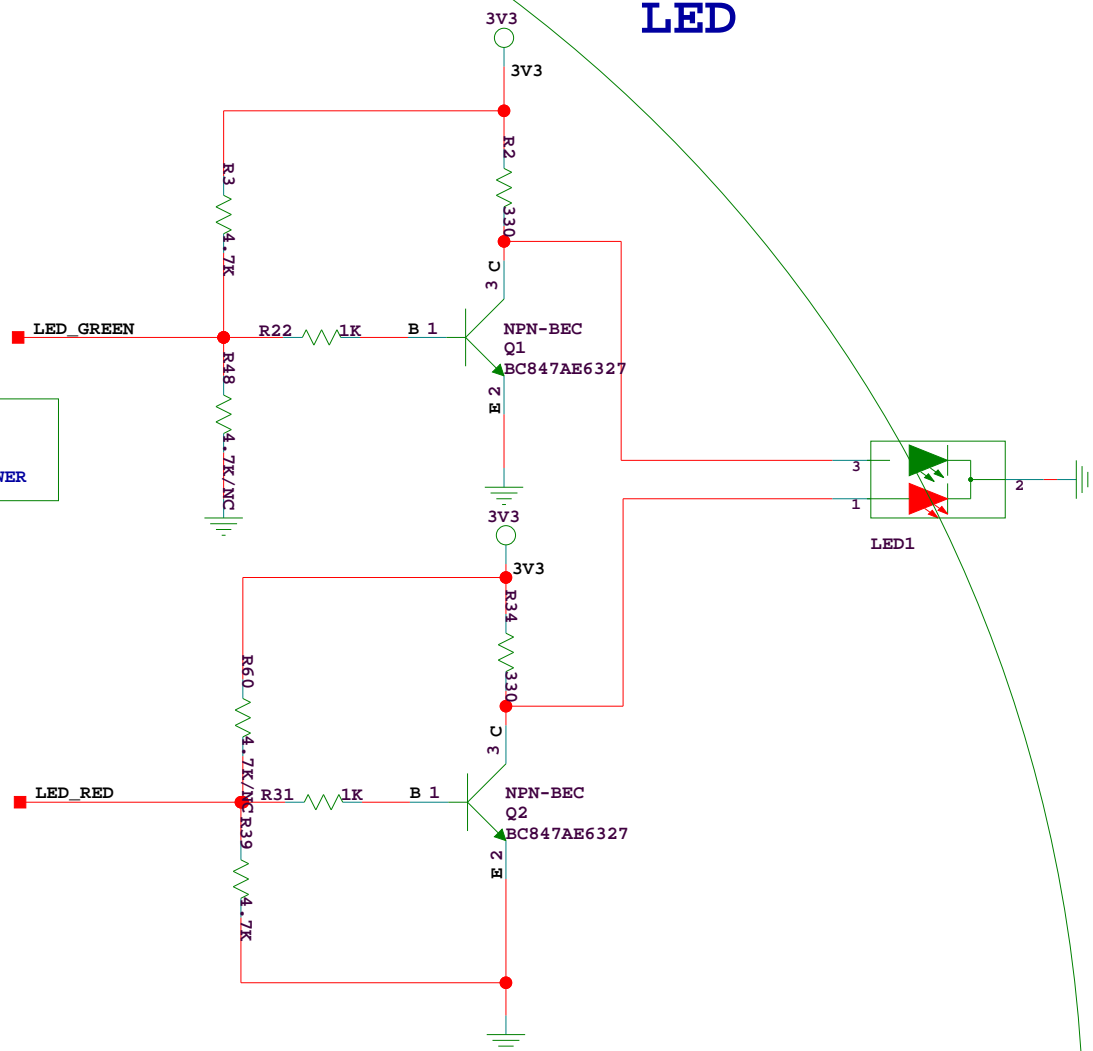 LED
3V3
3V3
R2
330
R3
4.7K
3 C
LED_GREEN
R22 1K
B 1
NPN-BEC
Q1
BC847AE6327
R48
4.7K/NC
E 2
3
2
1
LED1
3V3
3V3
R34
330
R60
4.7K/NC
3 C
LED_RED
R31 1K
B 1
NPN-BEC
Q2
BC847AE6327
R39
4.7K
E 2